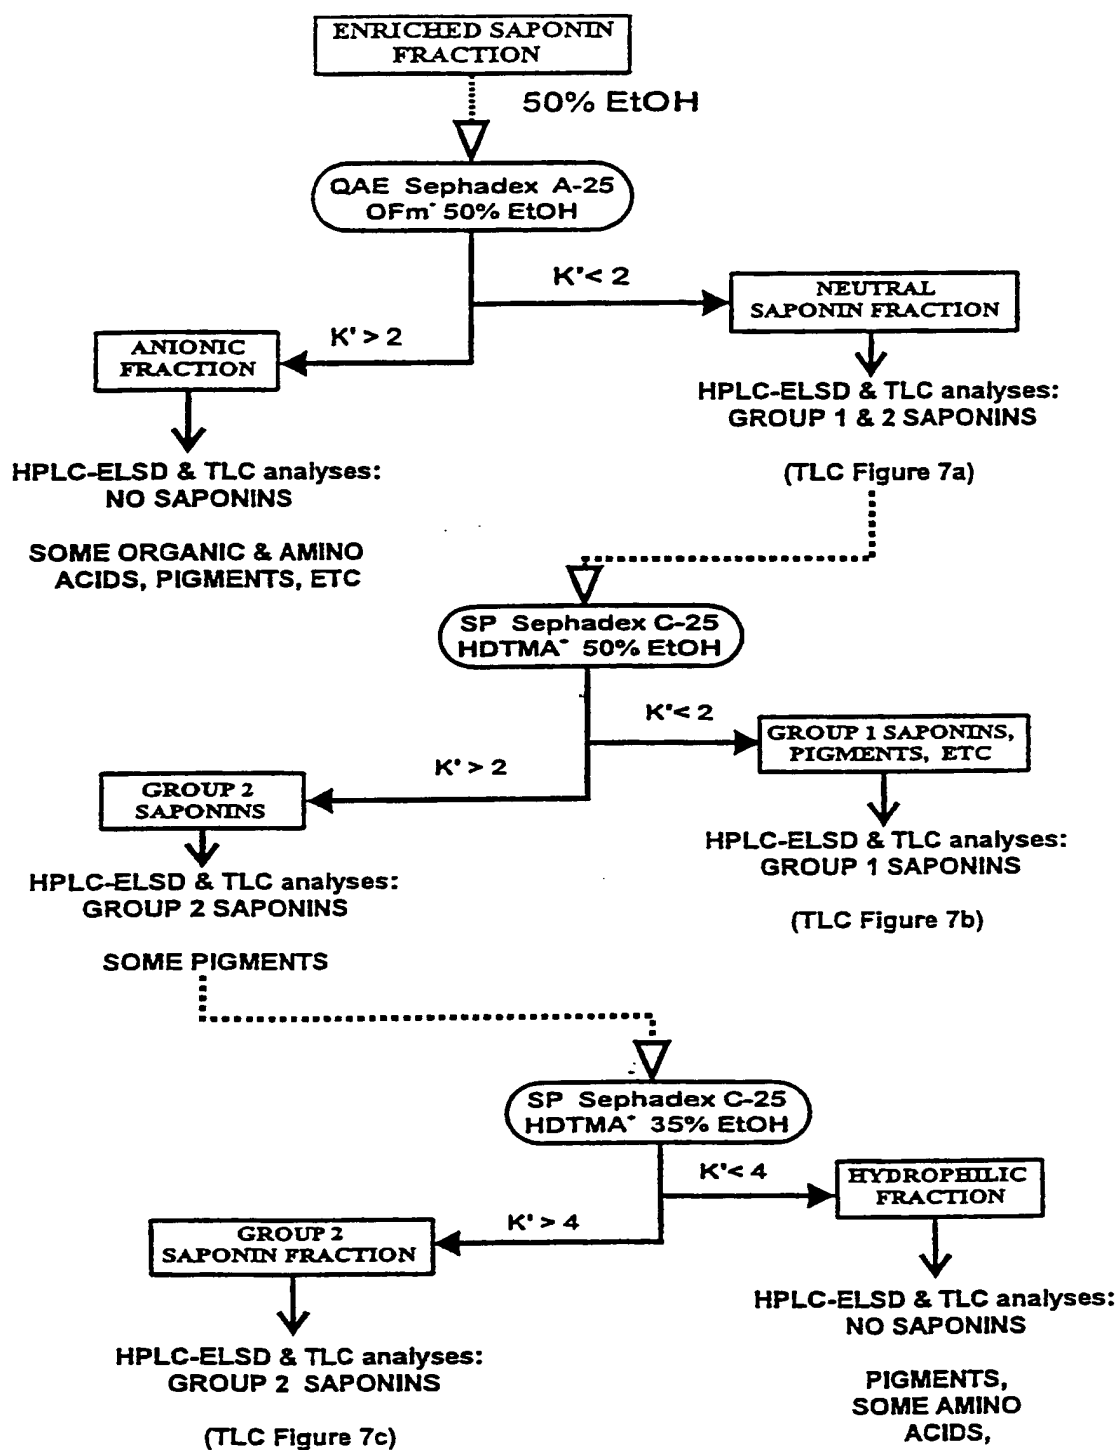 ENRICHED SAPONIN
FRACTION
50% EtOH
QAE Sephadex A-25
OFm- 50% EtOH
K'< 2
NEUTRAL
SAPONIN FRACTION
K' > 2
ANIONIC
FRACTION
HPLC-ELSD & TLC analyses:
GROUP 1 & 2 SAPONINS
(TLC Figure 7a)
HPLC-ELSD & TLC analyses:
NO SAPONINS
SOME ORGANIC & AMINO
ACIDS, PIGMENTS, ETC
SP Sephadex C-25
HDTMA+ 50% EtOH
K'< 2
GROUP 1 SAPONINS,
PIGMENTS, ETC
K' > 2
GROUP 2
SAPONINS
HPLC-ELSD & TLC analyses:
GROUP 1 SAPONINS
(TLC Figure 7b)
HPLC-ELSD & TLC analyses:
GROUP 2 SAPONINS
SOME PIGMENTS
SP Sephadex C-25
HDTMA+ 35% EtOH
K'< 4
HYDROPHILIC
FRACTION
K' > 4
GROUP 2
SAPONIN FRACTION
HPLC-ELSD & TLC analyses:
NO SAPONINS
PIGMENTS,
SOME AMINO
ACIDS,
HPLC-ELSD & TLC analyses:
GROUP 2 SAPONINS
(TLC Figure 7c)